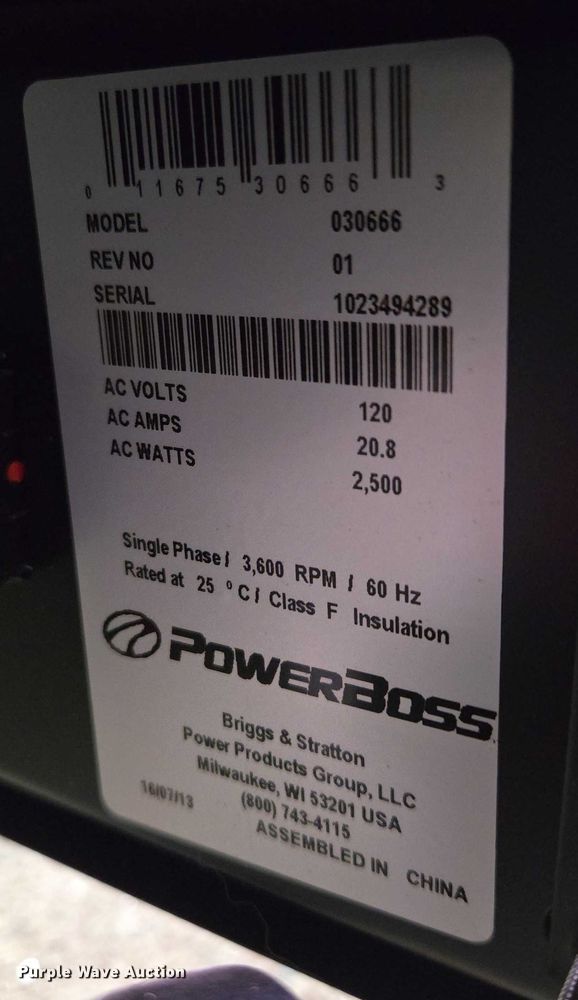 0 11675 30666 3
MODEL 030666
REV NO 01
SERIAL 1023494289
AC VOLTS 120
AC AMPS 20.8
AC WATTS 2,500
Single Phase / 3,600 RPM / 60 Hz
Rated at 25 °C / Class F Insulation
POWERBOSS
Briggs & Stratton
Power Products Group, LLC
Milwaukee, WI 53201 USA
(800) 743-4115
16/07/13
ASSEMBLED IN CHINA
Purple Wave Auction